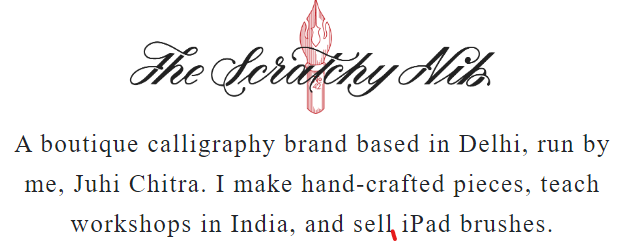 The Scratchy Nib
A boutique calligraphy brand based in Delhi, run by
me, Juhi Chitra. I make hand-crafted pieces, teach
workshops in India, and sell iPad brushes.